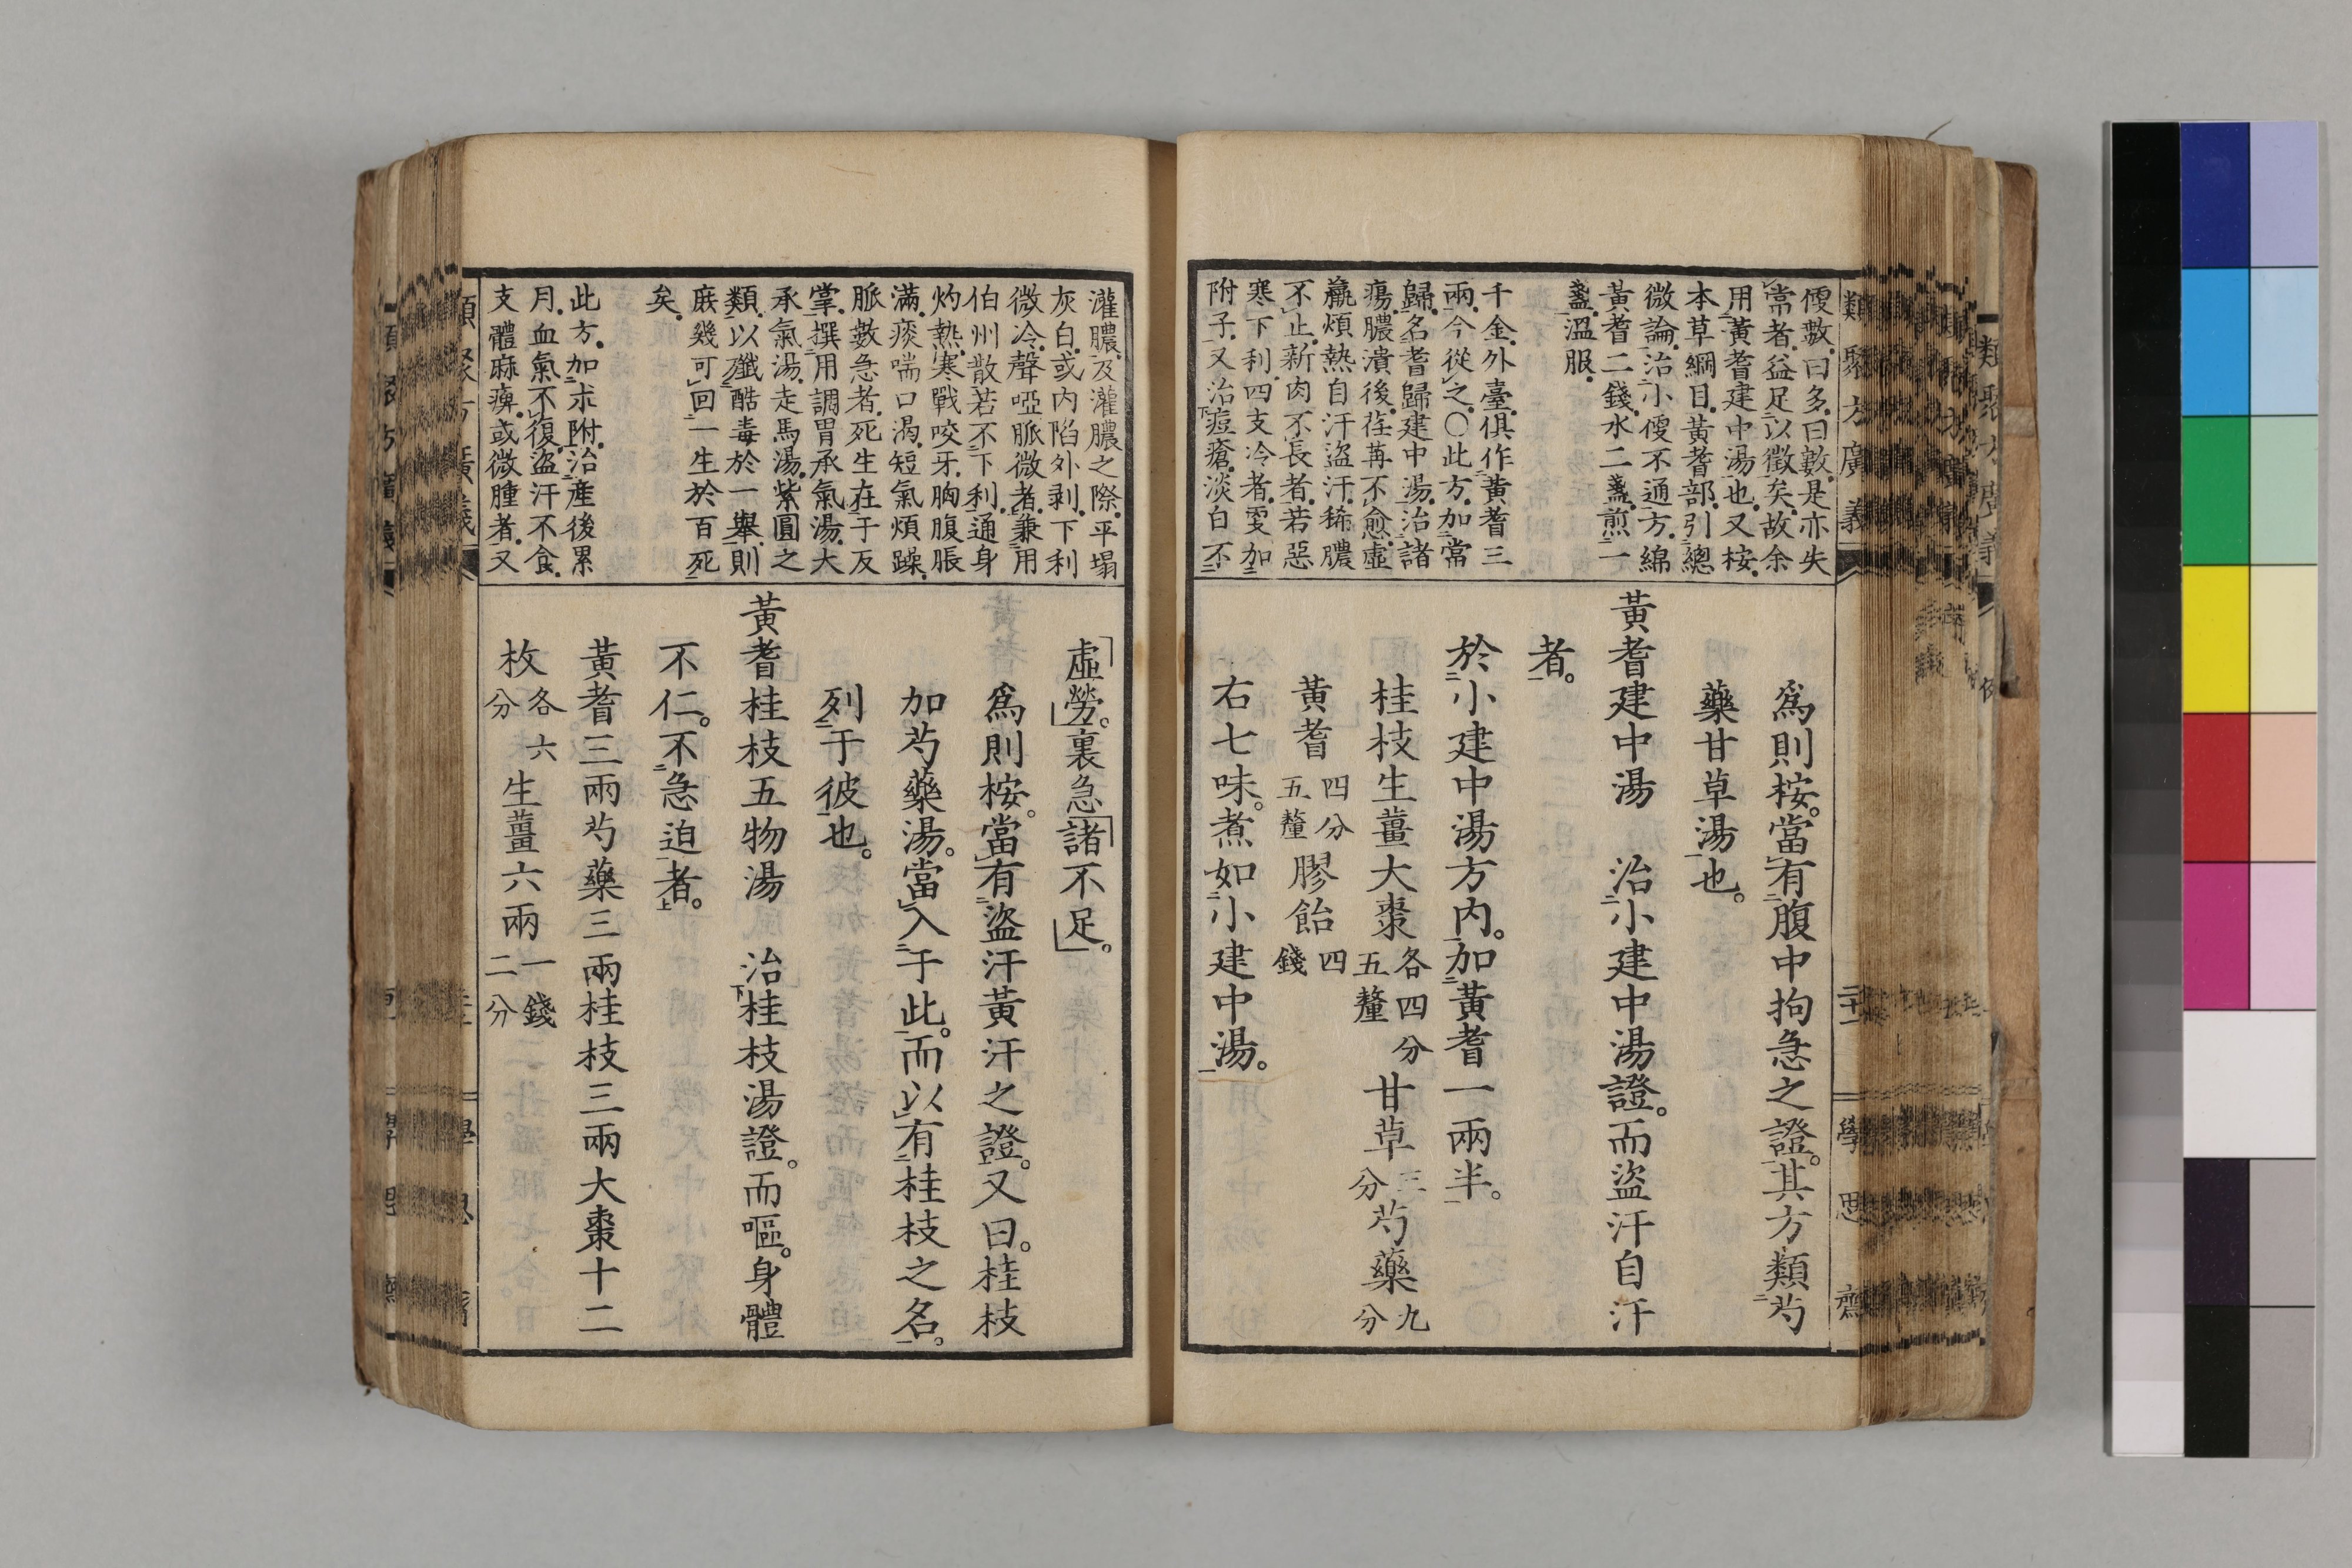 便數曰多曰數是亦失
常者益足以徵矣故余
用黃耆建中湯也又桉
本草綱目黃耆部引總
微論治小便不通方綿
黃耆二錢水二盞煎一
盞溫服
千金外臺俱作黃耆三
兩今從之〇此方加當
歸名耆歸建中湯治諸
瘍膿潰後荏苒不愈虛
羸煩熱自汗盜汗稀膿
不止新肉不長者若惡
寒下利四支冷者更加
附子又治痘瘡淡白不
爲則桉當有腹中拘急之證其方類芍
藥甘草湯也
黃耆建中湯 治小建中湯證而盜汗自汗
者
於小建中湯方內加黃耆一兩半
桂枝生薑大棗各四分五釐甘草三分芍藥九分
黃耆四分五釐膠飴四錢
右七味煮如小建中湯
類聚方廣義
學思齋
灌膿及灌膿之際平塌
灰白或內陷外剥下利
微冷聲啞脈微者兼用
伯州散若不下利通身
灼熱寒戰咬牙胸腹脹
滿痰喘口渴短氣煩躁
脈數急者死生在于反
掌撰用調胃承氣湯大
承氣湯走馬湯紫圓之
類以殲酷毒於一舉則
庶幾可回一生於百死
矣
此方加朮附治產後累
月血氣不復盜汗不食
支體麻痺或微腫者又
虛勞裏急諸不足
爲則桉當有盜汗黃汗之證又曰桂枝
加芍藥湯當入于此而以有桂枝之名
列于彼也
黃耆桂枝五物湯 治桂枝湯證而嘔身體
不仁不急迫者
黃耆三兩芍藥三兩桂枝三兩大棗十二
枚各六分生薑六兩一錢二分